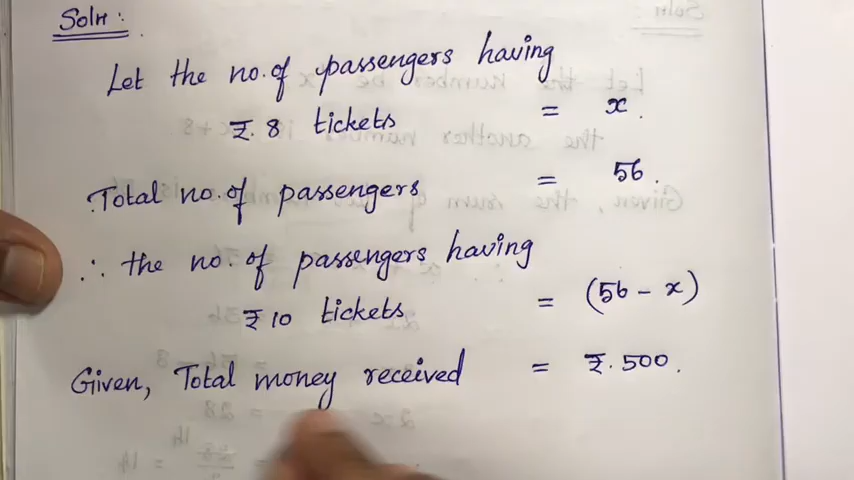 Soln :
Let the no. of passengers having
₹. 8 tickets = x.
Total no. of passengers = 56.
∴ the no. of passengers having
₹ 10 tickets = (56 - x)
Given, Total money received = ₹. 500.